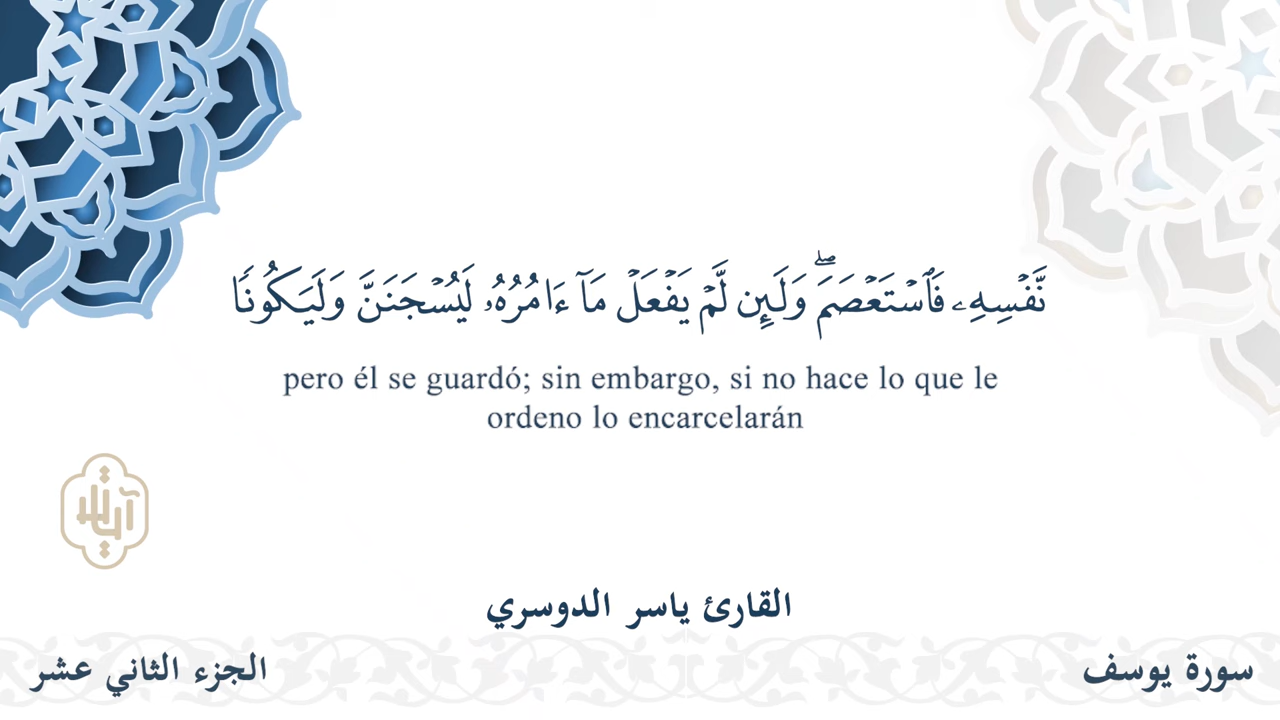 نَّفۡسِهِۦ فَٱسۡتَعۡصَمَۖ وَلَئِن لَّمۡ يَفۡعَلۡ مَآ ءَامُرُهُۥ لَيُسۡجَنَنَّ وَلَيَكُونٗا
pero él se guardó; sin embargo, si no hace lo que le
ordeno lo encarcelarán
القارئ ياسر الدوسري
سورة يوسف
الجزء الثاني عشر